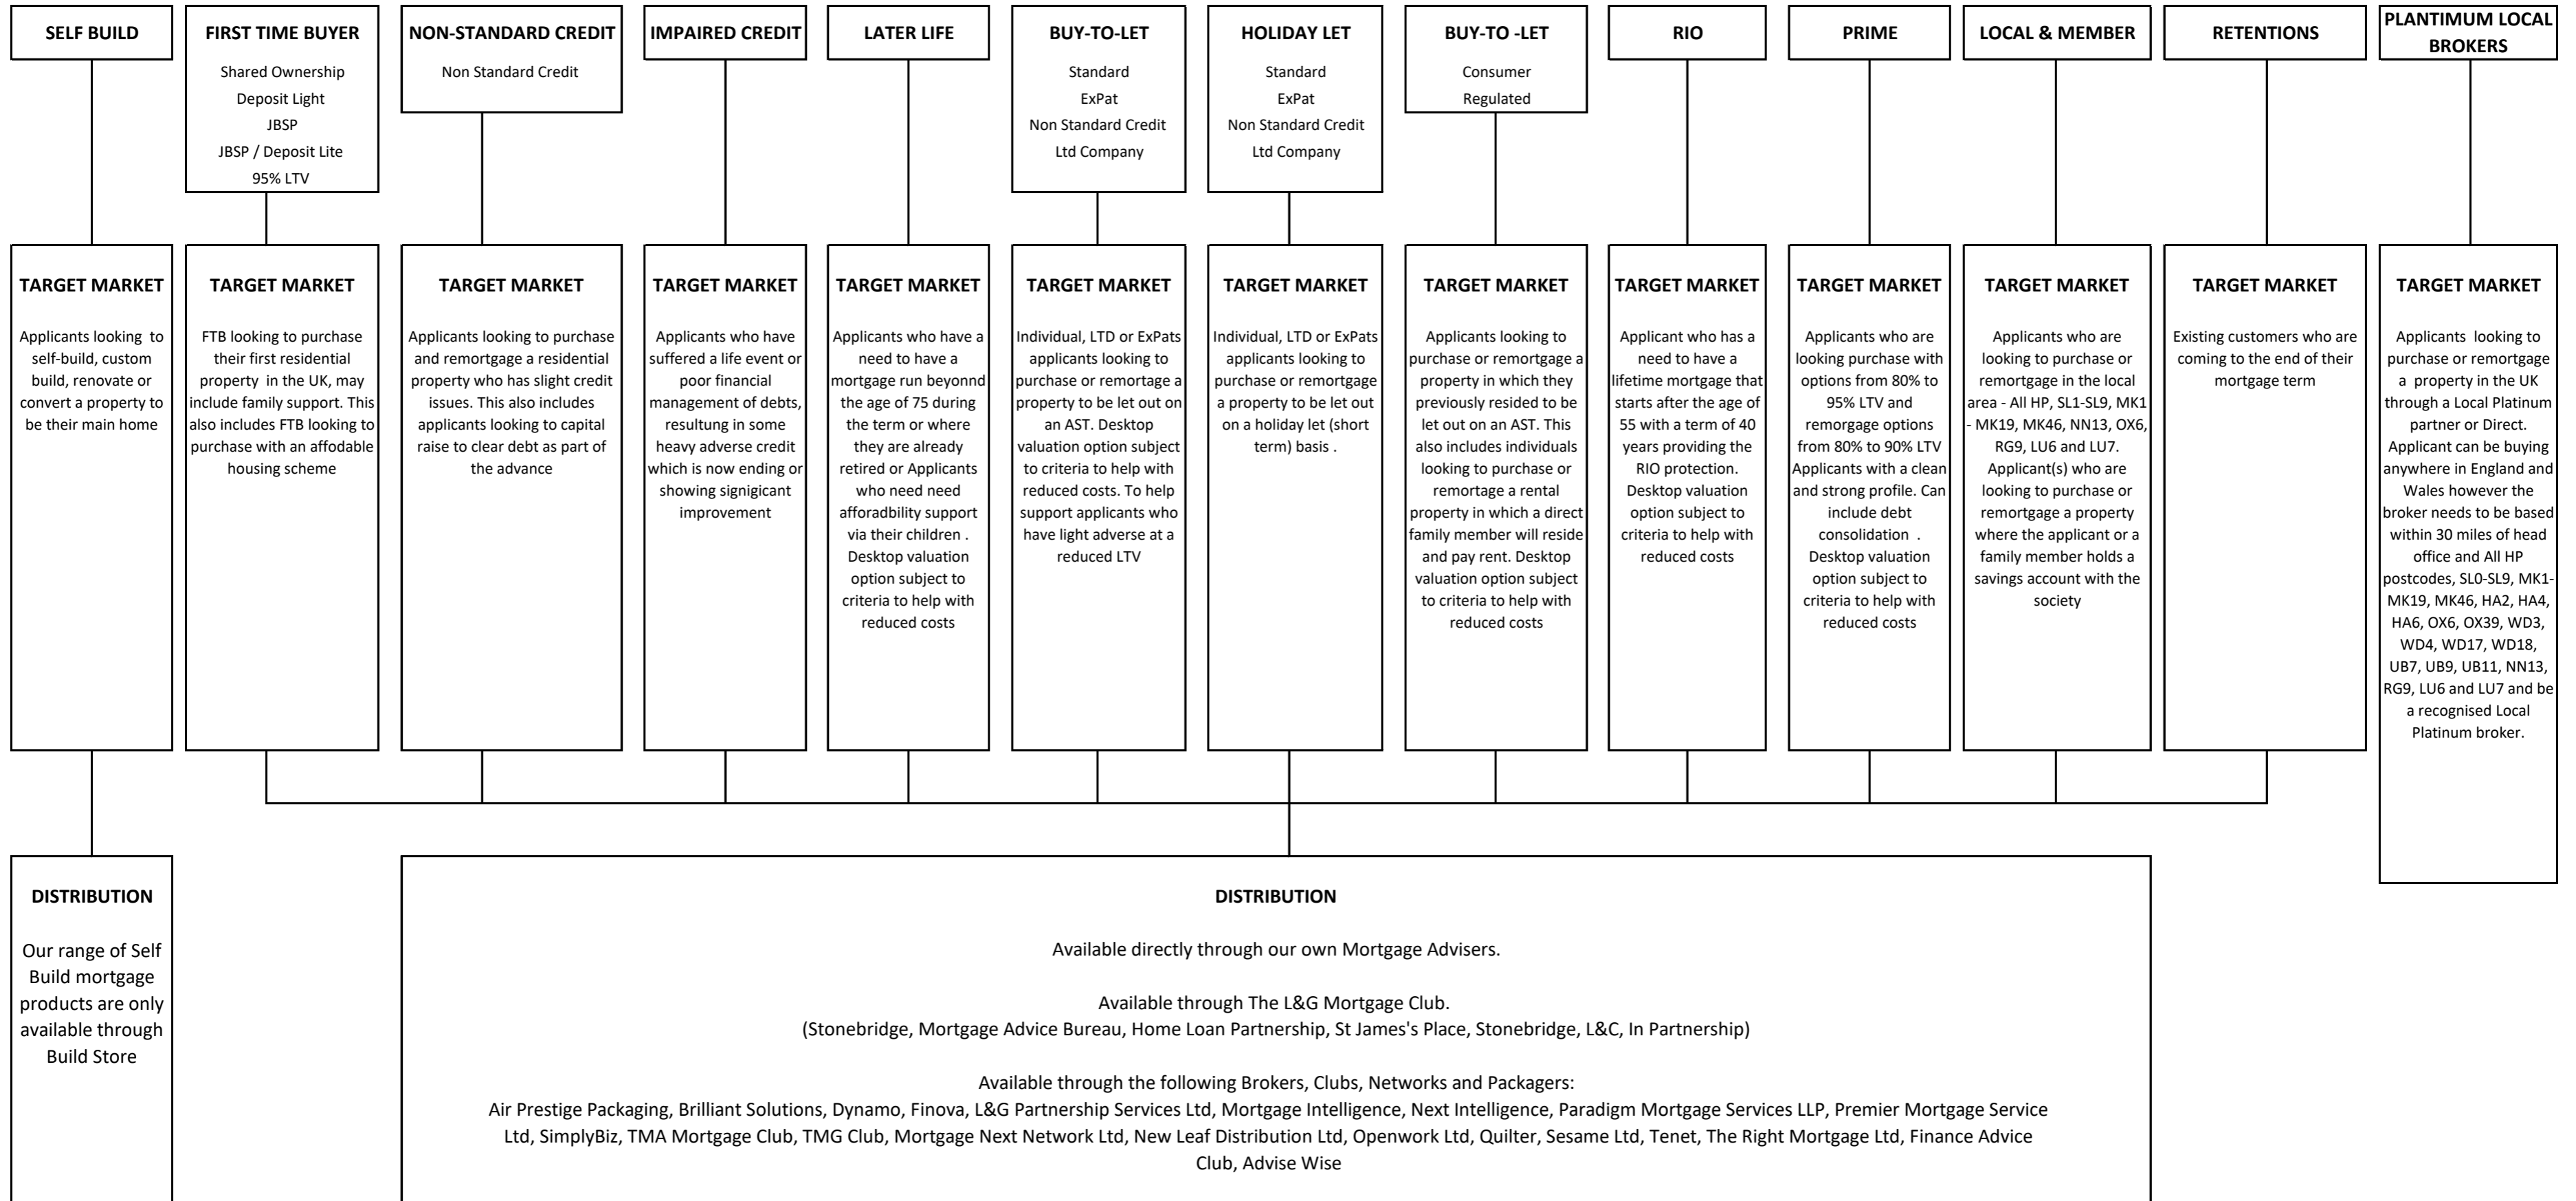 SELF BUILD
FIRST TIME BUYER
Shared Ownership
Deposit Light
JBSP
JBSP / Deposit Lite
95% LTV
NON-STANDARD CREDIT
Non Standard Credit
IMPAIRED CREDIT
LATER LIFE
BUY-TO-LET
Standard
ExPat
Non Standard Credit
Ltd Company
HOLIDAY LET
Standard
ExPat
Non Standard Credit
Ltd Company
BUY-TO -LET
Consumer
Regulated
RIO
PRIME
LOCAL & MEMBER
RETENTIONS
PLANTIMUM LOCAL
BROKERS
TARGET MARKET
Applicants looking to
self-build, custom
build, renovate or
convert a property to
be their main home
TARGET MARKET
FTB looking to purchase
their first residential
property in the UK, may
include family support. This
also includes FTB looking to
purchase with an affodable
housing scheme
TARGET MARKET
Applicants looking to purchase
and remortgage a residential
property who has slight credit
issues. This also includes
applicants looking to capital
raise to clear debt as part of
the advance
TARGET MARKET
Applicants who have
suffered a life event or
poor financial
management of debts,
resultung in some
heavy adverse credit
which is now ending or
showing signigicant
improvement
TARGET MARKET
Applicants who have a
need to have a
mortgage run beyonnd
the age of 75 during
the term or where
they are already
retired or Applicants
who need need
afforadbility support
via their children .
Desktop valuation
option subject to
criteria to help with
reduced costs
TARGET MARKET
Individual, LTD or ExPats
applicants looking to
purchase or remortage a
property to be let out on
an AST. Desktop
valuation option subject
to criteria to help with
reduced costs. To help
support applicants who
have light adverse at a
reduced LTV
TARGET MARKET
Individual, LTD or ExPats
applicants looking to
purchase or remortgage
a property to be let out
on a holiday let (short
term) basis .
TARGET MARKET
Applicants looking to
purchase or remortgage a
property in which they
previously resided to be
let out on an AST. This
also includes individuals
looking to purchase or
remortage a rental
property in which a direct
family member will reside
and pay rent. Desktop
valuation option subject
to criteria to help with
reduced costs
TARGET MARKET
Applicant who has a
need to have a
lifetime mortgage that
starts after the age of
55 with a term of 40
years providing the
RIO protection.
Desktop valuation
option subject to
criteria to help with
reduced costs
TARGET MARKET
Applicants who are
looking purchase with
options from 80% to
95% LTV and
remorgage options
from 80% to 90% LTV
Applicants with a clean
and strong profile. Can
include debt
consolidation .
Desktop valuation
option subject to
criteria to help with
reduced costs
TARGET MARKET
Applicants who are
looking to purchase or
remortgage in the local
area - All HP, SL1-SL9, MK1
- MK19, MK46, NN13, OX6,
RG9, LU6 and LU7.
Applicant(s) who are
looking to purchase or
remortgage a property
where the applicant or a
family member holds a
savings account with the
society
TARGET MARKET
Existing customers who are
coming to the end of their
mortgage term
TARGET MARKET
Applicants looking to
purchase or remortgage
a property in the UK
through a Local Platinum
partner or Direct.
Applicant can be buying
anywhere in England and
Wales however the
broker needs to be based
within 30 miles of head
office and All HP
postcodes, SL0-SL9, MK1-
MK19, MK46, HA2, HA4,
HA6, OX6, OX39, WD3,
WD4, WD17, WD18,
UB7, UB9, UB11, NN13,
RG9, LU6 and LU7 and be
a recognised Local
Platinum broker.
DISTRIBUTION
Our range of Self
Build mortgage
products are only
available through
Build Store
DISTRIBUTION
Available directly through our own Mortgage Advisers.
Available through The L&G Mortgage Club.
(Stonebridge, Mortgage Advice Bureau, Home Loan Partnership, St James's Place, Stonebridge, L&C, In Partnership)
Available through the following Brokers, Clubs, Networks and Packagers:
Air Prestige Packaging, Brilliant Solutions, Dynamo, Finova, L&G Partnership Services Ltd, Mortgage Intelligence, Next Intelligence, Paradigm Mortgage Services LLP, Premier Mortgage Service
Ltd, SimplyBiz, TMA Mortgage Club, TMG Club, Mortgage Next Network Ltd, New Leaf Distribution Ltd, Openwork Ltd, Quilter, Sesame Ltd, Tenet, The Right Mortgage Ltd, Finance Advice
Club, Advise Wise